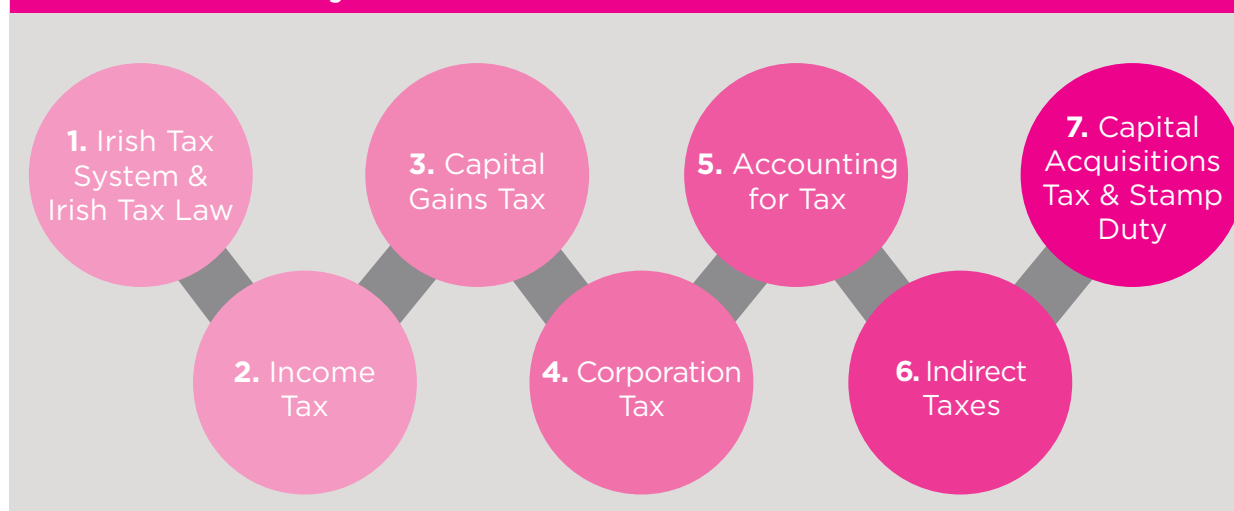 1. Irish Tax
System &
Irish Tax Law
2. Income
Tax
3. Capital
Gains Tax
4. Corporation
Tax
5. Accounting
for Tax
6. Indirect
Taxes
7. Capital
Acquisitions
Tax & Stamp
Duty